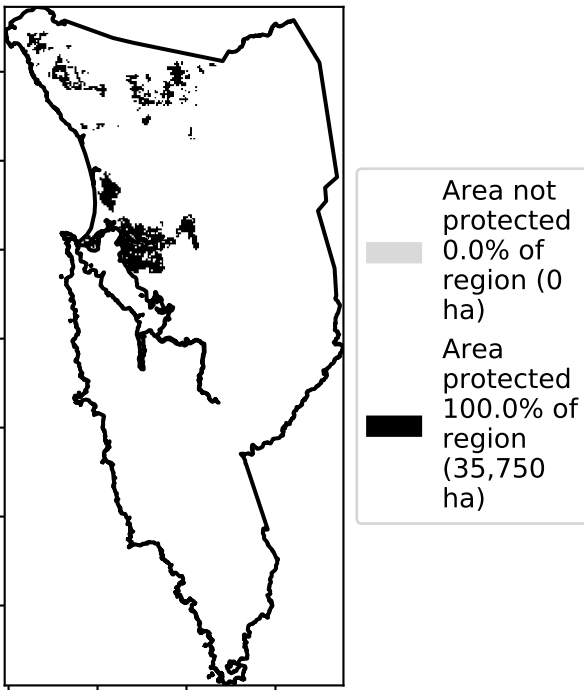 Area not
protected
0.0% of
region (0
ha)
Area
protected
100.0% of
region
(35,750
ha)